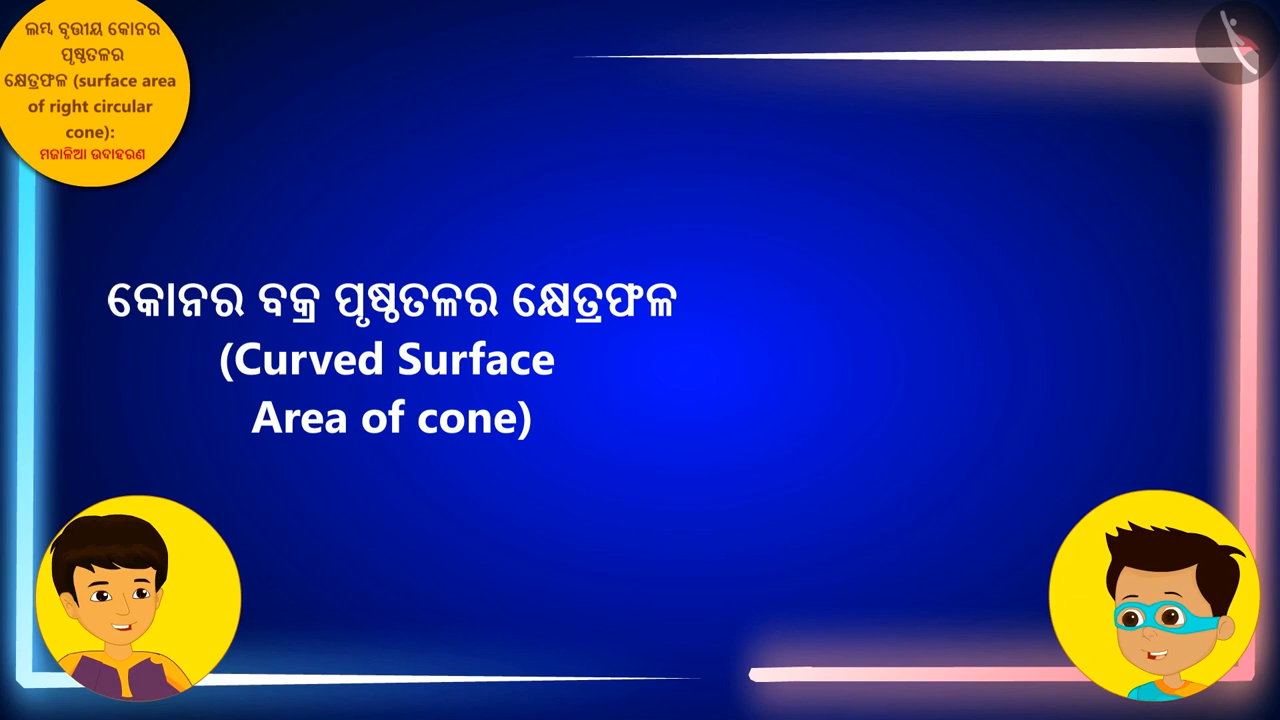 ଲମ୍ବ ବୃତ୍ତୀୟ କୋନର
ପୃଷ୍ଠତଳର
କ୍ଷେତ୍ରଫଳ (surface area
of right circular
cone):
ମଜାଳିଆ ଉଦାହରଣ
କୋନର ବକ୍ର ପୃଷ୍ଠତଳର କ୍ଷେତ୍ରଫଳ
(Curved Surface
Area of cone)